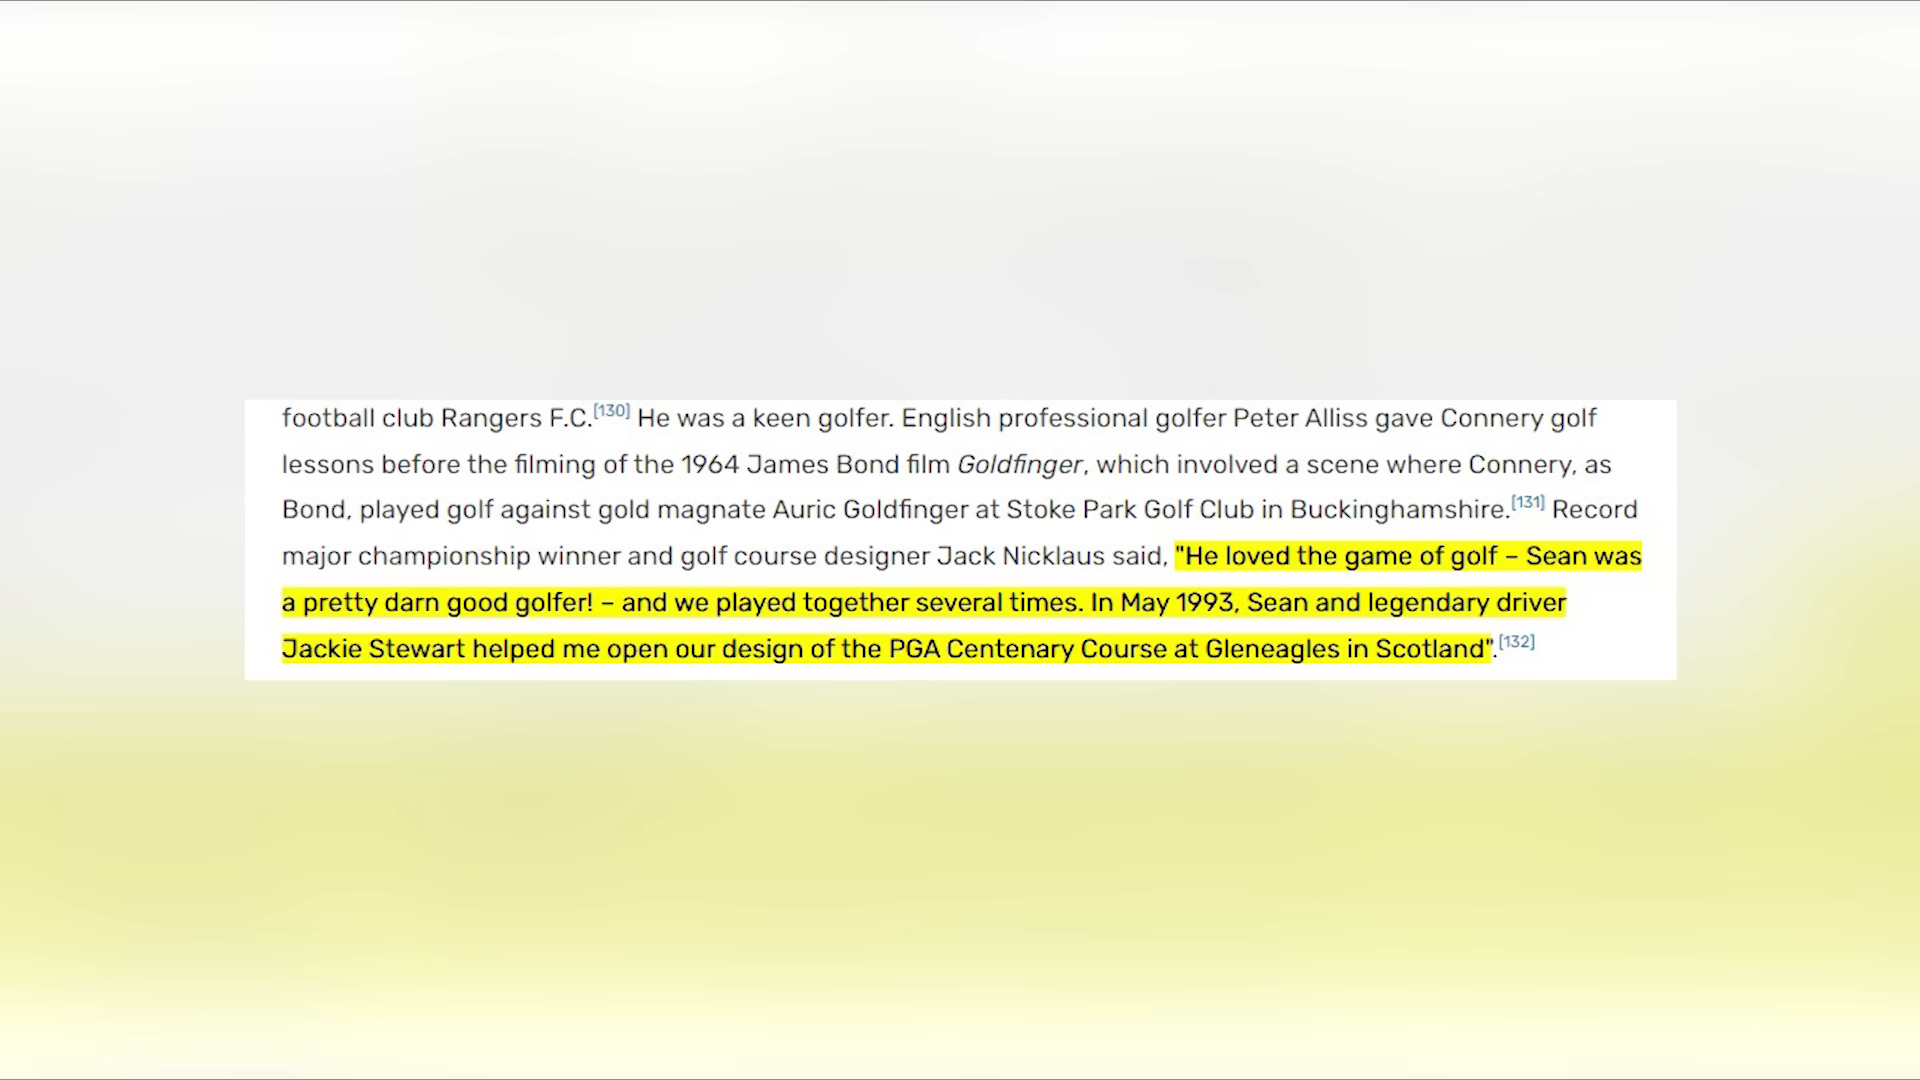 football club Rangers F.C.[130] He was a keen golfer. English professional golfer Peter Alliss gave Connery golf
lessons before the filming of the 1964 James Bond film Goldfinger, which involved a scene where Connery, as
Bond, played golf against gold magnate Auric Goldfinger at Stoke Park Golf Club in Buckinghamshire.[131] Record
major championship winner and golf course designer Jack Nicklaus said, "He loved the game of golf – Sean was
a pretty darn good golfer! – and we played together several times. In May 1993, Sean and legendary driver
Jackie Stewart helped me open our design of the PGA Centenary Course at Gleneagles in Scotland".[132]